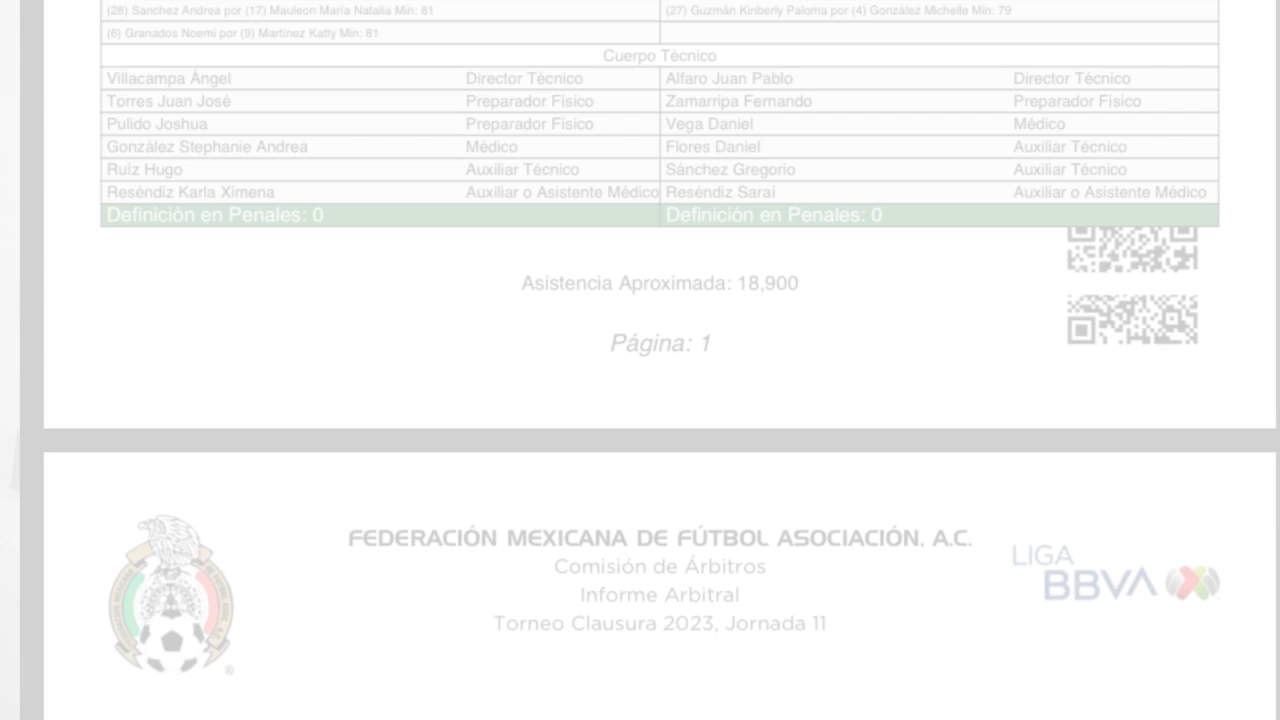 (28) Sanchez Andrea por (17) Mauleon María Natalia Min: 81 (27) Guzmán Kinberly Paloma por (4) González Michelle Min: 79
(6) Granados Noemí por (9) Martínez Katty Min: 81
Cuerpo Técnico
Villacampa Ángel Director Técnico Alfaro Juan Pablo Director Técnico
Torres Juan José Preparador Físico Zamarripa Fernando Preparador Físico
Pulido Joshua Preparador Físico Vega Daniel Médico
González Stephanie Andrea Médico Flores Daniel Auxiliar Técnico
Ruíz Hugo Auxiliar Técnico Sánchez Gregorio Auxiliar Técnico
Reséndiz Karla Ximena Auxiliar o Asistente Médico Reséndiz Saraí Auxiliar o Asistente Médico
Definición en Penales: 0 Definición en Penales: 0
Asistencia Aproximada: 18,900
Página: 1
FEDERACIÓN MEXICANA DE FÚTBOL ASOCIACIÓN, A.C.
Comisión de Árbitros
Informe Arbitral
Torneo Clausura 2023, Jornada 11
LIGA
BBVA